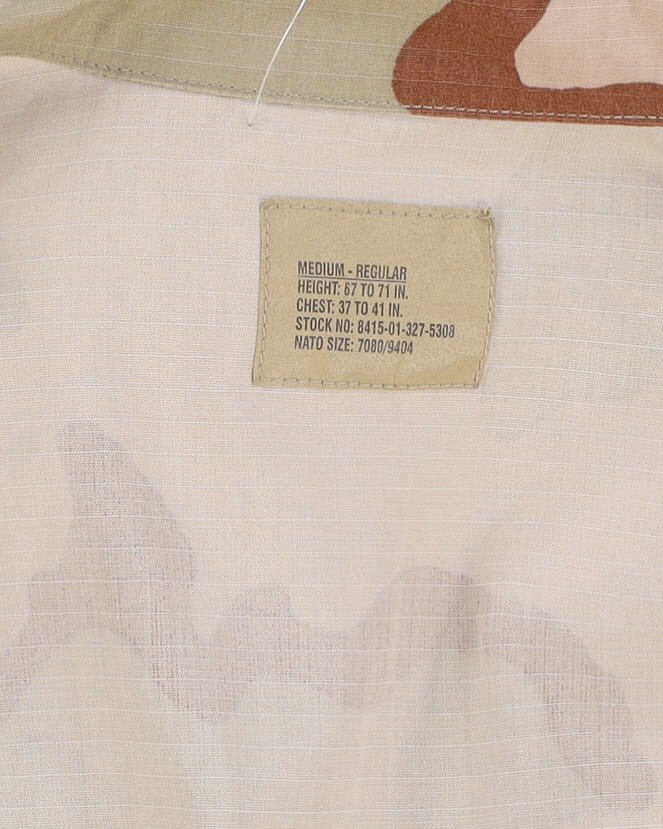 MEDIUM - REGULAR
HEIGHT: 67 TO 71 IN.
CHEST: 37 TO 41 IN.
STOCK NO: 8415-01-327-5308
NATO SIZE: 7080/9404